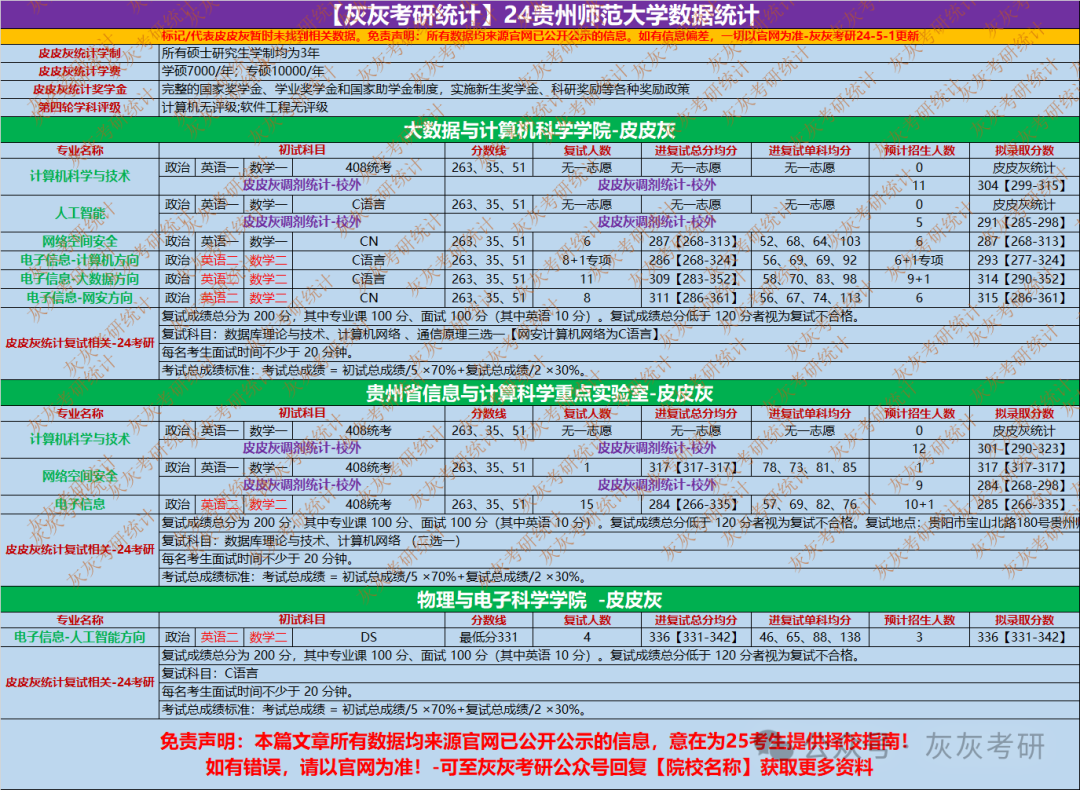 【灰灰考研统计】24贵州师范大学数据统计
标记/代表皮皮灰暂时未找到相关数据。免责声明：所有数据均来源官网已公开公示的信息。如有信息偏差，一切以官网为准-灰灰考研24-5-1更新
皮皮灰统计学制 所有硕士研究生学制均为3年
皮皮灰统计学费 学硕7000/年；专硕10000/年
皮皮灰统计奖学金 完整的国家奖学金、学业奖学金和国家助学金制度，实施新生奖学金、科研奖励等各种奖励政策
第四轮学科评级 计算机无评级;软件工程无评级
大数据与计算机科学学院-皮皮灰
专业名称 初试科目 分数线 复试人数 进复试总分均分 进复试单科均分 预计招生人数 拟录取分数
计算机科学与技术 政治 英语一 数学一 408统考 263、35、51 无一志愿 无一志愿 无一志愿 0 皮皮灰统计
皮皮灰调剂统计-校外 皮皮灰调剂统计-校外 11 304【299-315】
人工智能 政治 英语一 数学一 C语言 263、35、51 无一志愿 无一志愿 无一志愿 0 皮皮灰统计
皮皮灰调剂统计-校外 皮皮灰调剂统计-校外 5 291【285-298】
网络空间安全 政治 英语一 数学一 CN 263、35、51 6 287【268-313】 52、68、64、103 6 287【268-313】
电子信息-计算机方向 政治 英语二 数学二 C语言 263、35、51 8+1专项 286【268-324】 56、69、69、92 6+1专项 293【277-324】
电子信息-大数据方向 政治 英语二 数学二 C语言 263、35、51 11 309【283-352】 58、70、83、98 9+1 314【290-352】
电子信息-网安方向 政治 英语二 数学二 CN 263、35、51 8 311【286-361】 56、67、74、113 6 315【286-361】
皮皮灰统计复试相关-24考研 复试成绩总分为 200 分，其中专业课 100 分、面试 100 分（其中英语 10 分）。复试成绩总分低于 120 分者视为复试不合格。
复试科目：数据库理论与技术、计算机网络 、通信原理三选一【网安计算机网络为C语言】
每名考生面试时间不少于 20 分钟。
考试总成绩标准：考试总成绩 = 初试总成绩/5 ×70%+复试总成绩/2 ×30%。
贵州省信息与计算科学重点实验室-皮皮灰
专业名称 初试科目 分数线 复试人数 进复试总分均分 进复试单科均分 预计招生人数 拟录取分数
计算机科学与技术 政治 英语一 数学一 408统考 263、35、51 无一志愿 无一志愿 无一志愿 0 皮皮灰统计
皮皮灰调剂统计-校外 皮皮灰调剂统计-校外 12 301【290-323】
网络空间安全 政治 英语一 数学一 408统考 263、35、51 1 317【317-317】 78、73、81、85 1 317【317-317】
皮皮灰调剂统计-校外 皮皮灰调剂统计-校外 9 284【268-298】
电子信息 政治 英语二 数学二 408统考 263、35、51 15 284【266-335】 57、69、82、76 10+1 285【266-335】
皮皮灰统计复试相关-24考研 复试成绩总分为 200 分，其中专业课 100 分、面试 100 分（其中英语 10 分）。复试成绩总分低于 120 分者视为复试不合格。复试地点：贵阳市宝山北路180号贵州
复试科目：数据库理论与技术、计算机网络 （二选一）
每名考生面试时间不少于 20 分钟。
考试总成绩标准：考试总成绩 = 初试总成绩/5 ×70%+复试总成绩/2 ×30%。
物理与电子科学学院 -皮皮灰
专业名称 初试科目 分数线 复试人数 进复试总分均分 进复试单科均分 预计招生人数 拟录取分数
电子信息-人工智能方向 政治 英语二 数学二 DS 最低分331 4 336【331-342】 46、65、88、138 3 336【331-342】
皮皮灰统计复试相关-24考研 复试成绩总分为 200 分，其中专业课 100 分、面试 100 分（其中英语 10 分）。复试成绩总分低于 120 分者视为复试不合格。
复试科目：C语言
每名考生面试时间不少于 20 分钟。
考试总成绩标准：考试总成绩 = 初试总成绩/5 ×70%+复试总成绩/2 ×30%。
免责声明：本篇文章所有数据均来源官网已公开公示的信息，意在为25考生提供择校指南！
如有错误，请以官网为准！-可至灰灰考研公众号回复【院校名称】获取更多资料
公众号 灰灰考研